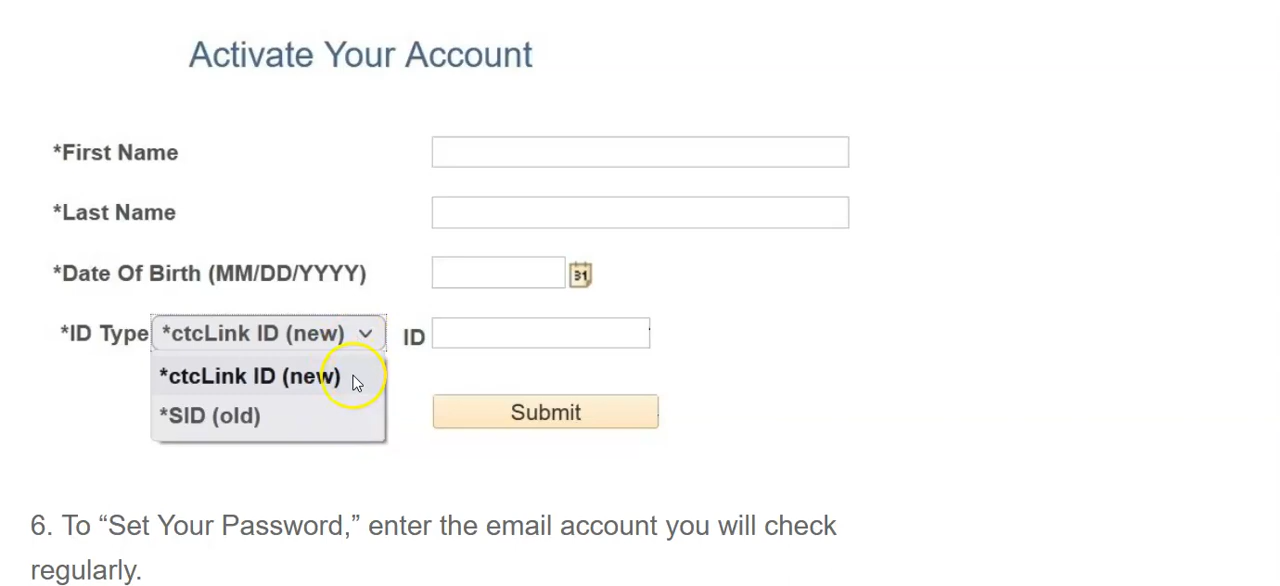 Activate Your Account
*First Name
*Last Name
*Date Of Birth (MM/DD/YYYY)
31
*ID Type *ctcLink ID (new) ID
*ctcLink ID (new)
*SID (old)
Submit
6. To “Set Your Password,” enter the email account you will check
regularly.